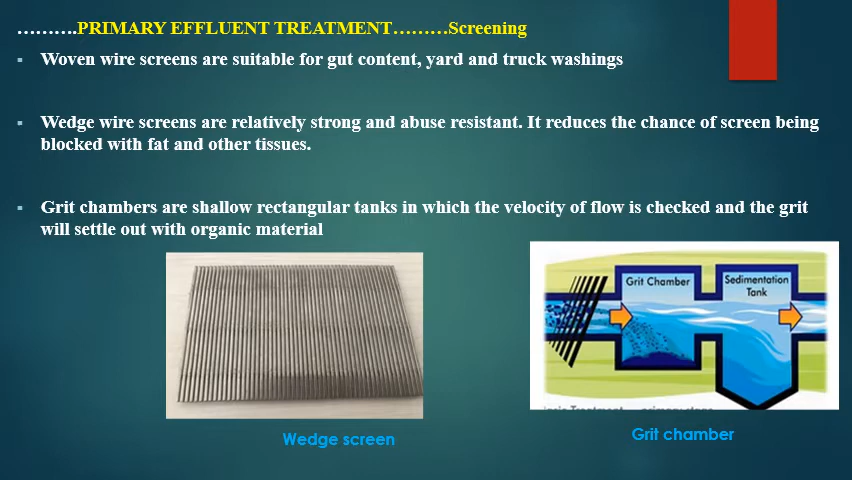 ……….PRIMARY EFFLUENT TREATMENT………Screening
▪ Woven wire screens are suitable for gut content, yard and truck washings
▪ Wedge wire screens are relatively strong and abuse resistant. It reduces the chance of screen being
blocked with fat and other tissues.
▪ Grit chambers are shallow rectangular tanks in which the velocity of flow is checked and the grit
will settle out with organic material
Grit Chamber
Sedimentation
Tank
Treatment
Wedge screen
Grit chamber